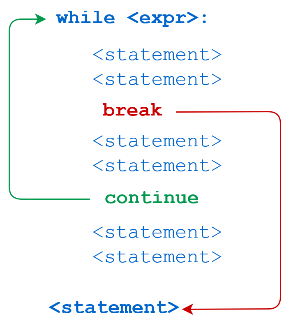 while <expr>:
<statement>
<statement>
break
<statement>
<statement>
continue
<statement>
<statement>
<statement>